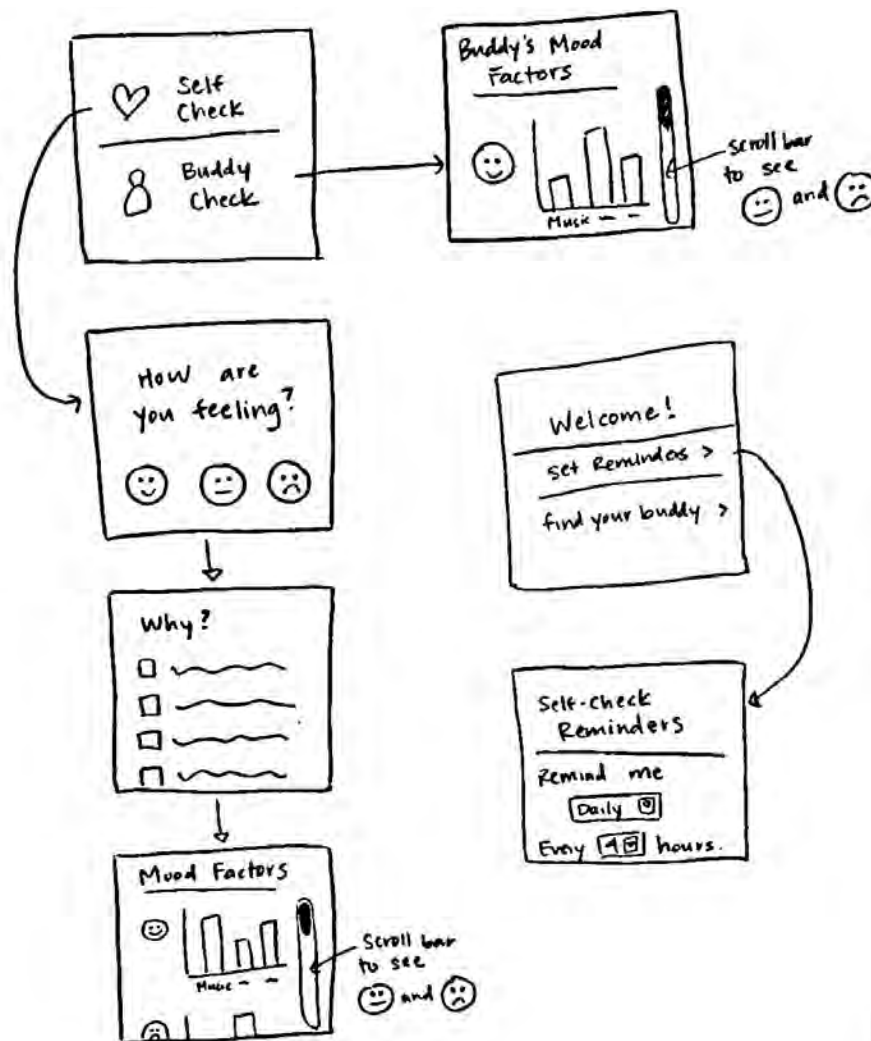 Self
Check
Buddy
Check
Buddy's Mood
Factors
Music
scroll bar
to see
and
How are
you feeling?
Why?
Mood Factors
Music
Scroll bar
to see
and
Welcome!
set Reminders >
find your buddy >
Self-check
Reminders
Remind me
Daily
Every 4 hours.